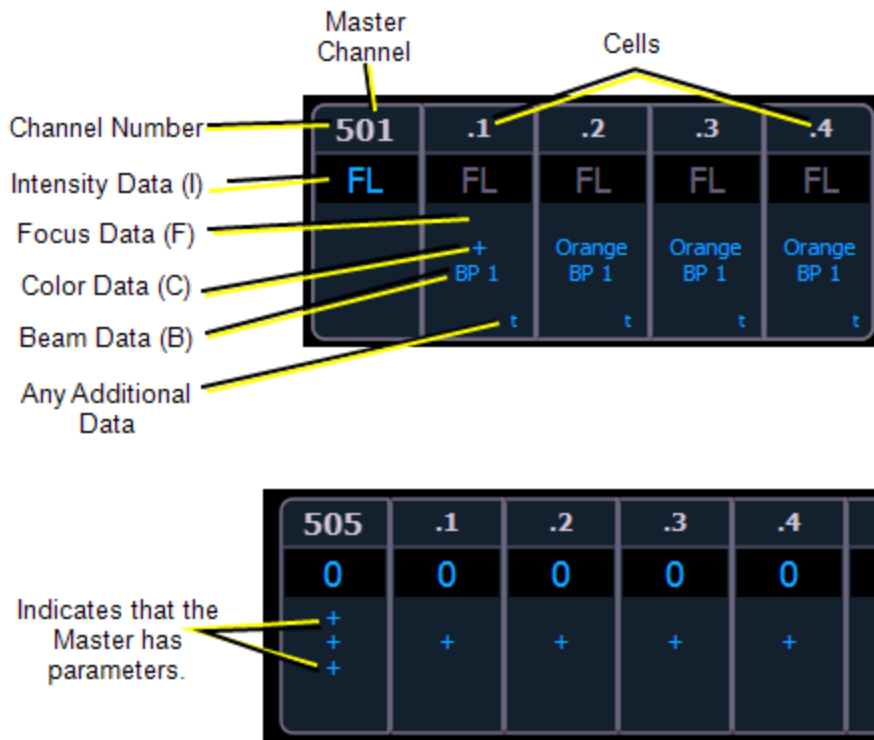 Master
Channel
Cells
Channel Number
501 .1 .2 .3 .4
Intensity Data (I)
FL FL FL FL FL
Focus Data (F)
+ Orange Orange Orange
Color Data (C)
BP 1 BP 1 BP 1 BP 1
Beam Data (B)
t t t t
Any Additional
Data
505 .1 .2 .3 .4
0 0 0 0 0
Indicates that the
Master has
parameters.
+
+ + + + +
+